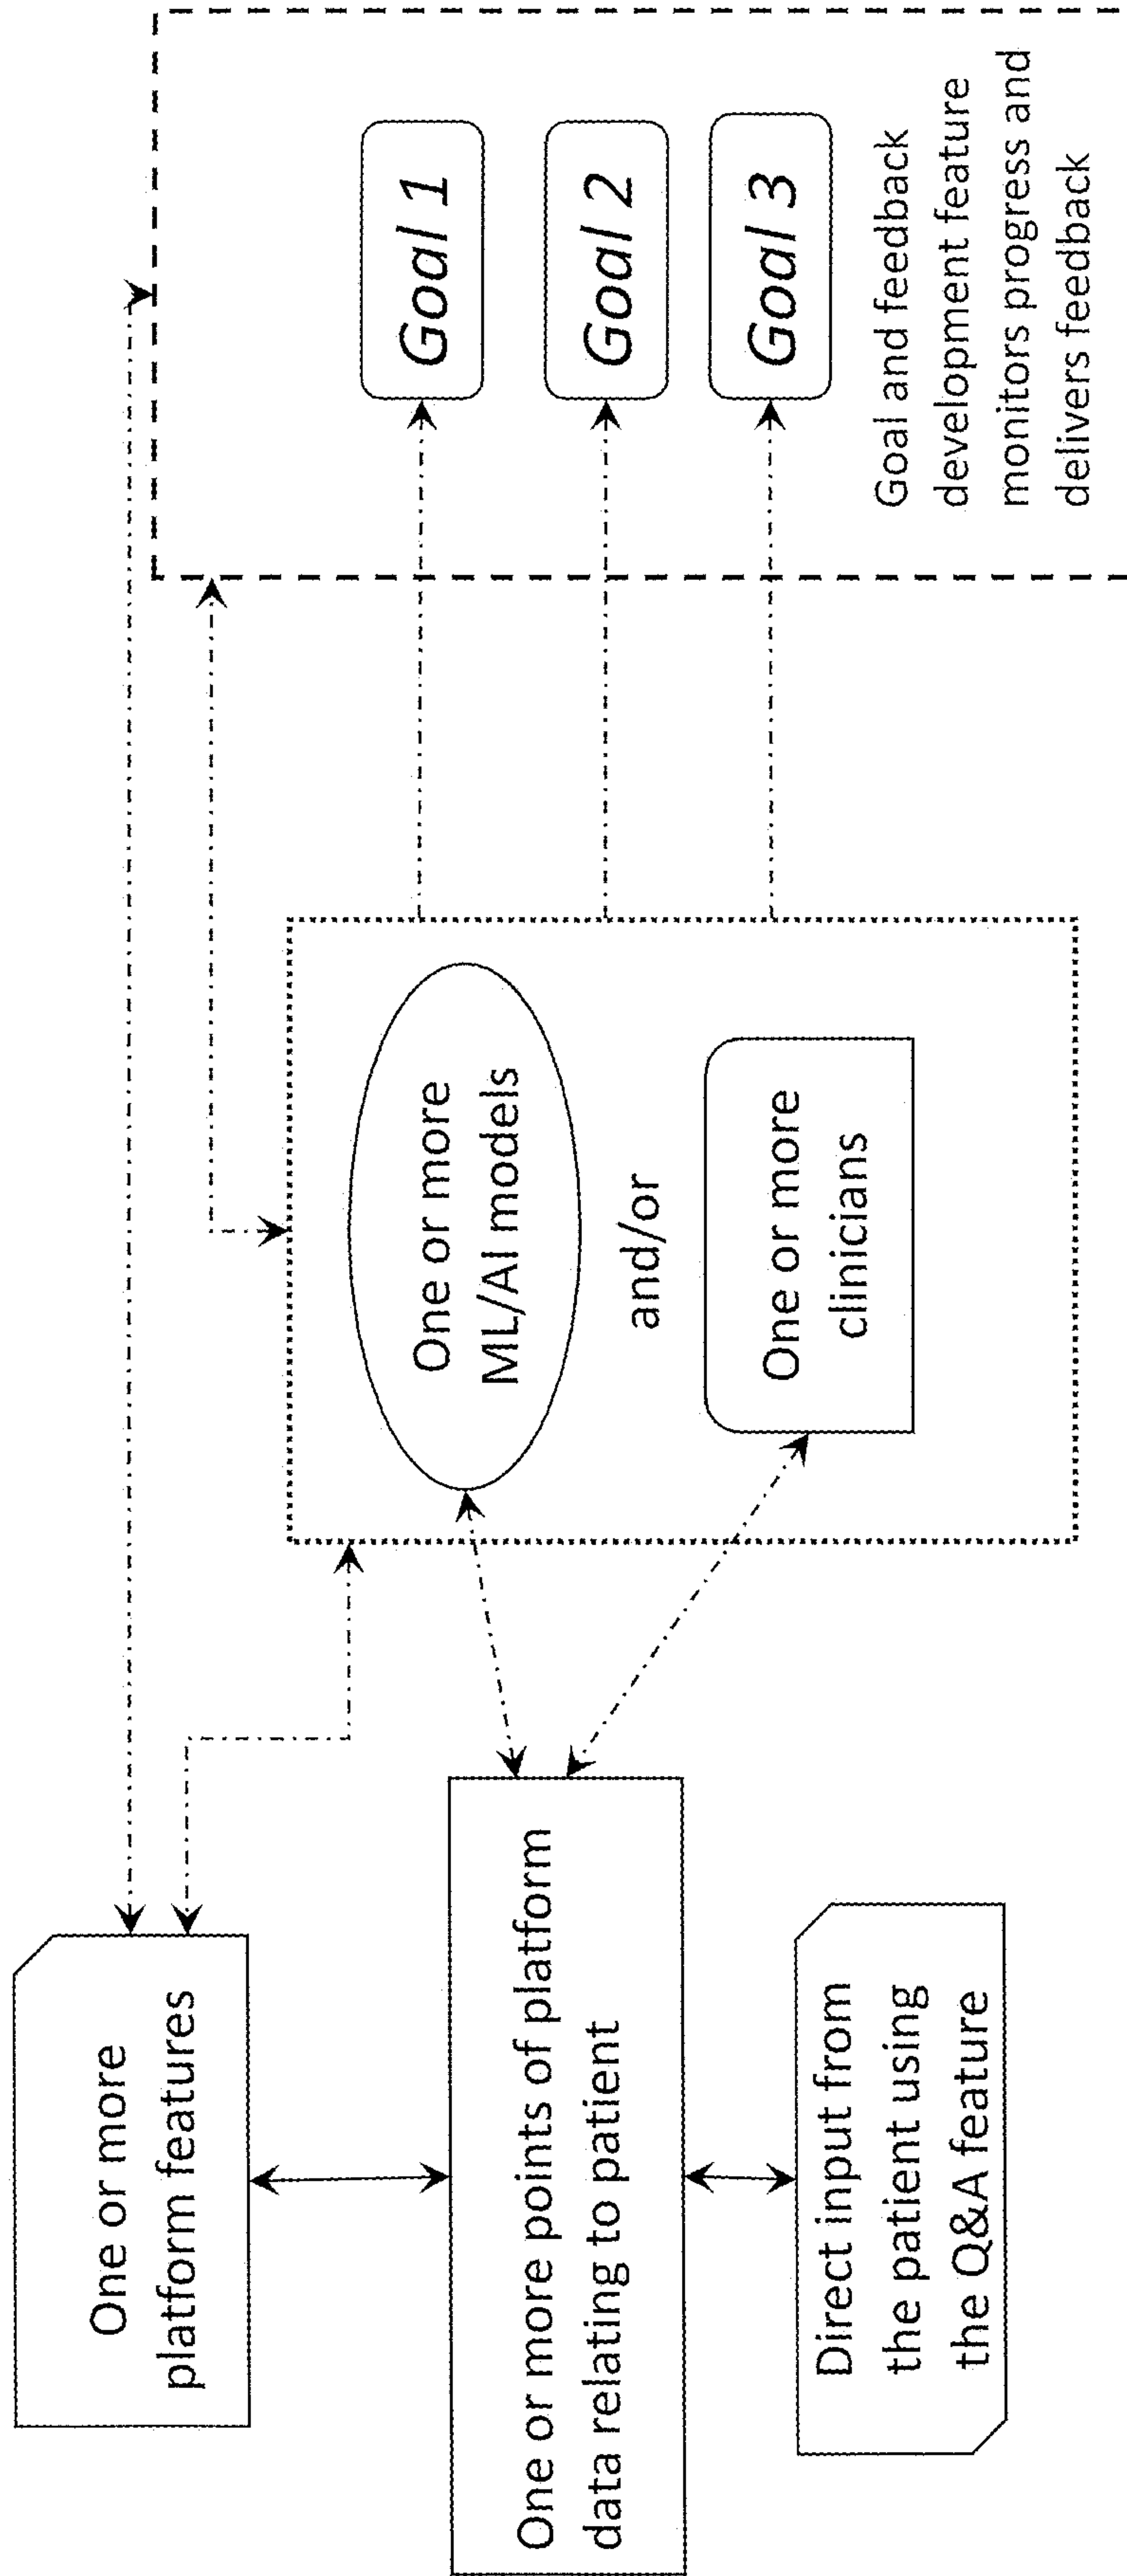 One or more
platform features
One or more points of platform
data relating to patient
Direct input from
the patient using
the Q&A feature
One or more
ML/AI models
and/or
One or more
clinicians
Goal 1
Goal 2
Goal 3
Goal and feedback
development feature
monitors progress and
delivers feedback